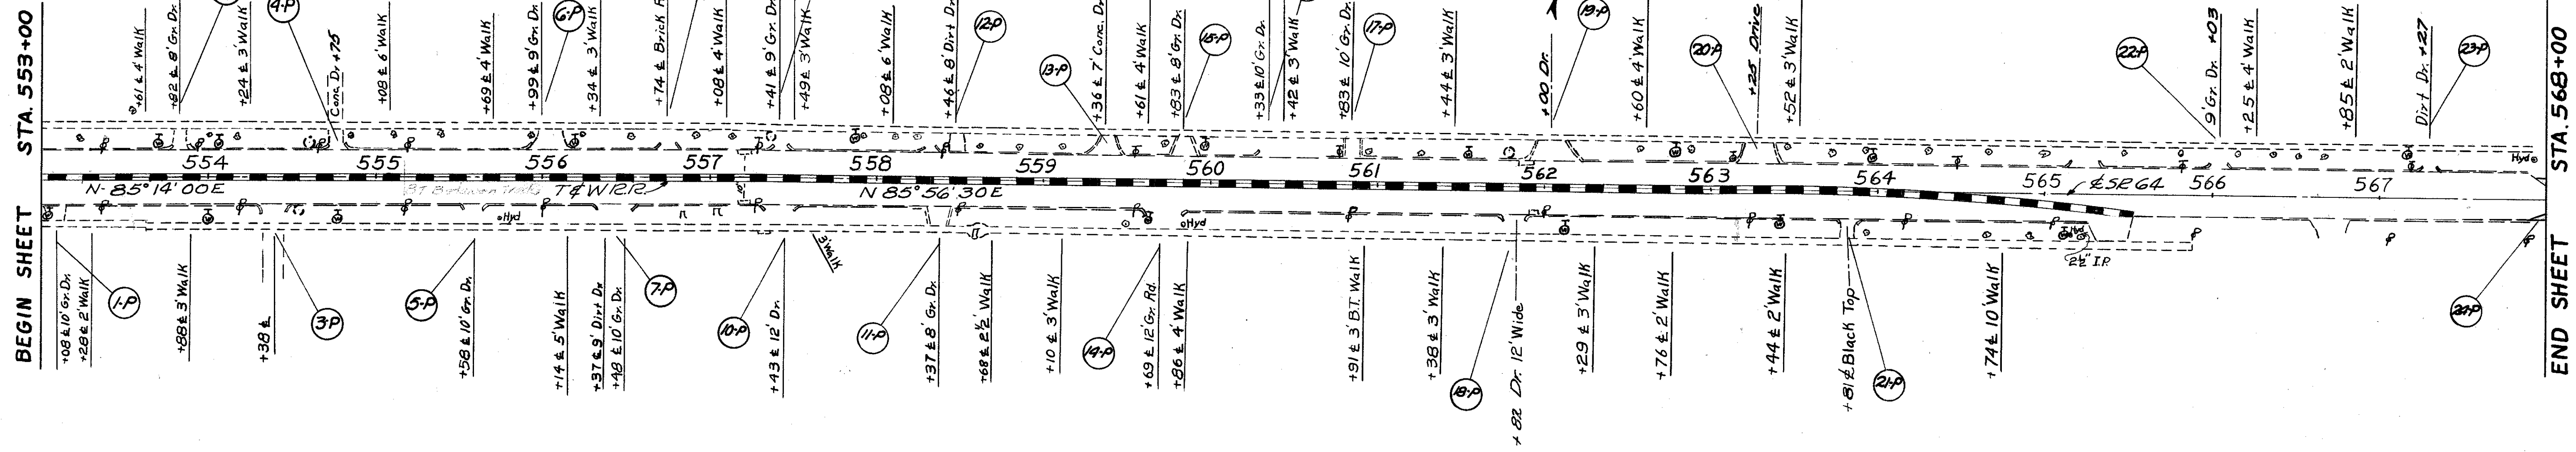 BEGIN SHEET STA. 553+00
4-P
6-P
12-P
13-P
15-P
17-P
19-P
20-P
22-P
23-P
+61 ℄ 4' Walk
+82 ℄ 8' Gr. Dr.
+24 ℄ 3' Walk
Conc. Dr +75
+08 ℄ 6' Walk
+69 ℄ 4' Walk
+99 ℄ 9' Gr. Dr.
+34 ℄ 3' Walk
+74 ℄ Brick
+08 ℄ 4' Walk
+41 ℄ 9' Gr. Dr.
+49 ℄ 3' Walk
+08 ℄ 6' Walk
+46 ℄ 8' Dirt Dr.
+36 ℄ 7' Conc. Dr.
+61 ℄ 4' Walk
+83 ℄ 8' Gr. Dr.
+33 ℄ 10' Gr. Dr.
+42 ℄ 3' Walk
+83 ℄ 10' Gr. Dr.
+44 ℄ 3' Walk
+00 Dr.
+60 ℄ 4' Walk
+25 Drive
+52 ℄ 3' Walk
9' Gr. Dr. +03
+25 ℄ 4' Walk
+85 ℄ 2' Walk
Dirt Dr. +27
554 555 556 557 558 559 560 561 562 563 564 565 566 567
Hyd
N-85°14'00E
T&W.R.R.
N 85°56'30E
℄ SR 64
Hyd
Hyd
Hyd
3' Walk
2½" I.P.
+08 ℄ 10' Gr. Dr.
+28 ℄ 2' Walk
1-P
+88 ℄ 3' Walk
+38 ℄
3-P
5-P
+58 ℄ 10' Gr. Dr.
+14 ℄ 5' Walk
+37 ℄ 9' Dirt Dr
+48 ℄ 10' Gr. Dr.
7-P
10-P
+43 ℄ 12' Dr.
11-P
+37 ℄ 8' Gr. Dr.
+68 ℄ 2½' Walk
+10 ℄ 3' Walk
14-P
+69 ℄ 12' Gr. Rd.
+86 ℄ 4' Walk
+91 ℄ 3' B.T. Walk
+38 ℄ 3' Walk
18-P
+82 Dr. 12' Wide
+29 ℄ 3' Walk
+76 ℄ 2' Walk
+44 ℄ 2' Walk
+81 ℄ Black Top
21-P
+74 ℄ 10' Walk
24-P
END SHEET STA. 568+00